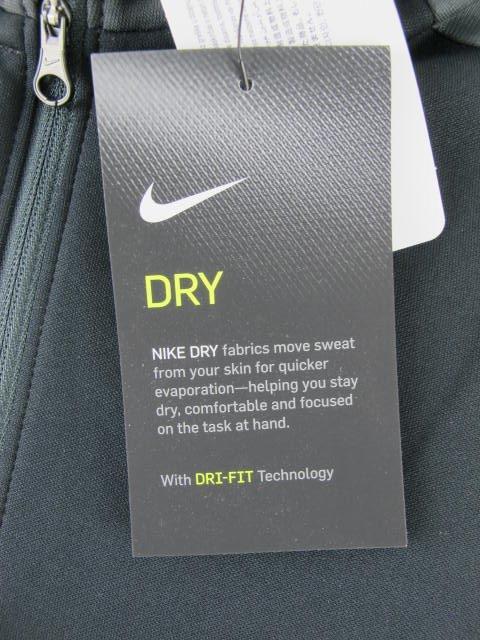 DRY
NIKE DRY fabrics move sweat
from your skin for quicker
evaporation—helping you stay
dry, comfortable and focused
on the task at hand.
With DRI-FIT Technology